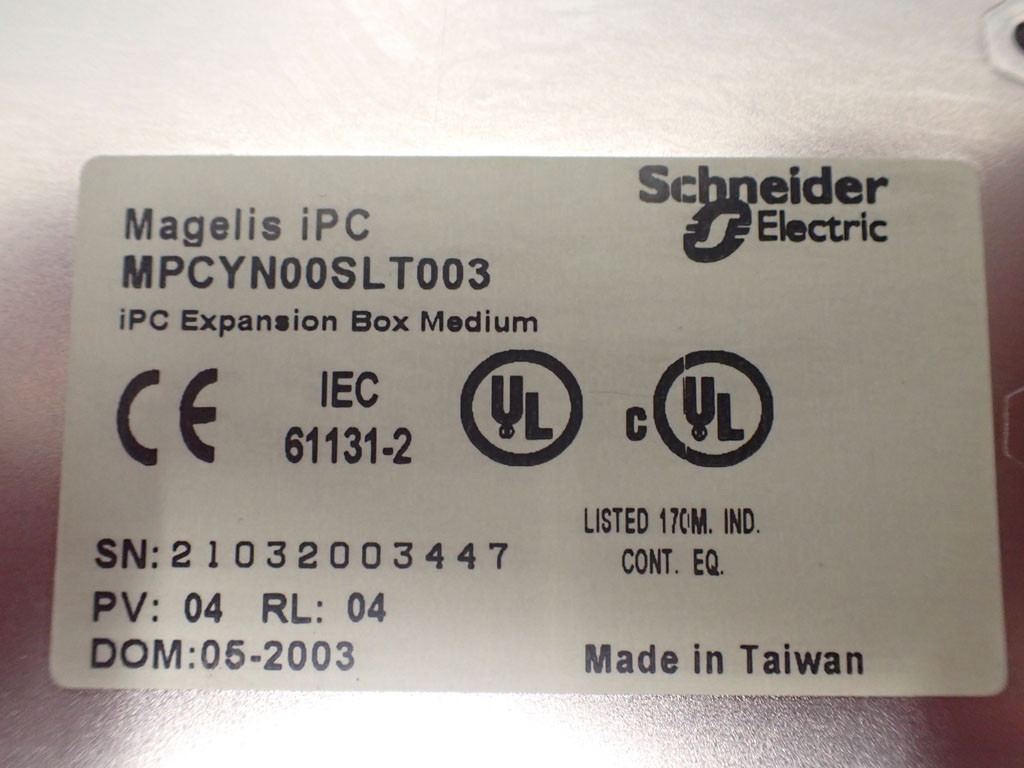 Schneider
Electric
Magelis iPC
MPCYN00SLT003
iPC Expansion Box Medium
CE
IEC
61131-2
UL
c UL
LISTED 170M. IND.
CONT. EQ.
SN:21032003447
PV: 04 RL: 04
DOM:05-2003
Made in Taiwan